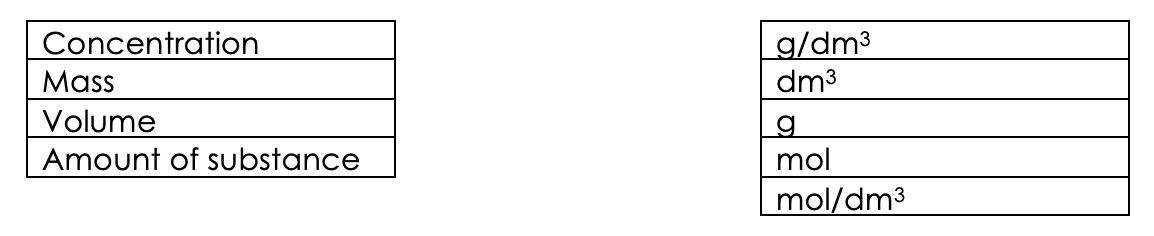 Concentration
Mass
Volume
Amount of substance
g/dm³
dm³
g
mol
mol/dm³